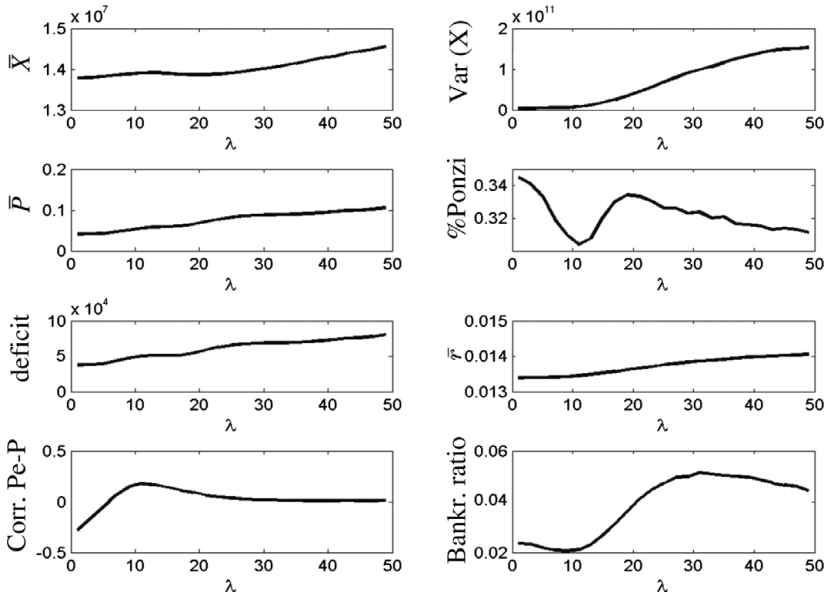 x 10^7
1.5
1.4
1.3
X̄
0 10 20 30 40 50
λ
x 10^11
2
1
0
Var (X)
0 10 20 30 40 50
λ
0.2
0.1
0
P̄
0 10 20 30 40 50
λ
0.34
0.32
%Ponzi
0 10 20 30 40 50
λ
x 10^4
10
5
0
deficit
0 10 20 30 40 50
λ
0.015
0.014
0.013
r̄
0 10 20 30 40 50
λ
0.5
0
-0.5
Corr. Pe-P
0 10 20 30 40 50
λ
0.06
0.04
0.02
Bankr. ratio
0 10 20 30 40 50
λ